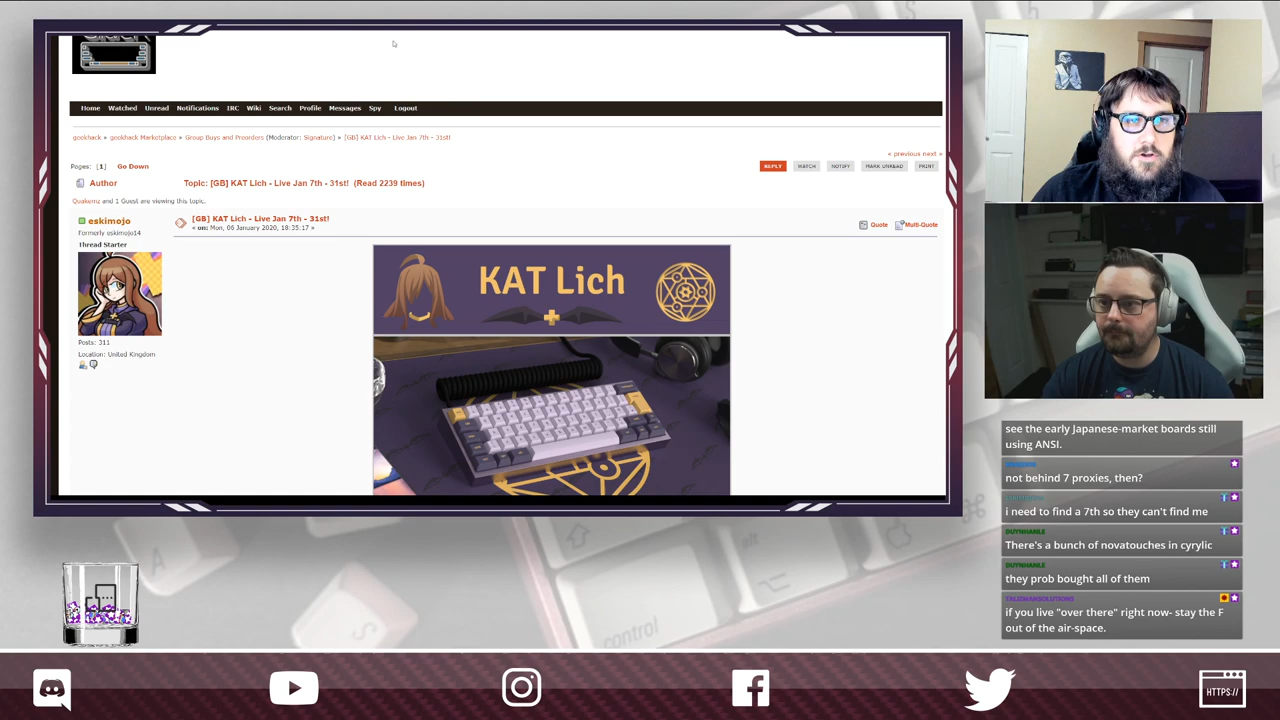 Home Watched Unread Notifications IRC Wiki Search Profile Messages Spy Logout
geekhack » geekhack Marketplace » Group Buys and Preorders (Moderator: Signature) » [GB] KAT Lich - Live Jan 7th - 31st!
« previous next »
Pages: [1] Go Down
REPLY WATCH NOTIFY MARK UNREAD PRINT
Author Topic: [GB] KAT Lich - Live Jan 7th - 31st! (Read 2239 times)
Quakemz and 1 Guest are viewing this topic.
eskimojo
Formerly eskimojo14
Thread Starter
Posts: 311
Location: United Kingdom
[GB] KAT Lich - Live Jan 7th - 31st!
« on: Mon, 06 January 2020, 18:35:17 »
Quote Multi-Quote
KAT Lich
see the early Japanese-market boards still
using ANSI.
not behind 7 proxies, then?
i need to find a 7th so they can't find me
DUYNHANLE
There's a bunch of novatouches in cyrylic
DUYNHANLE
they prob bought all of them
TALISMANSOLUTIONS
if you live "over there" right now- stay the F
out of the air-space.
control
HTTPS://